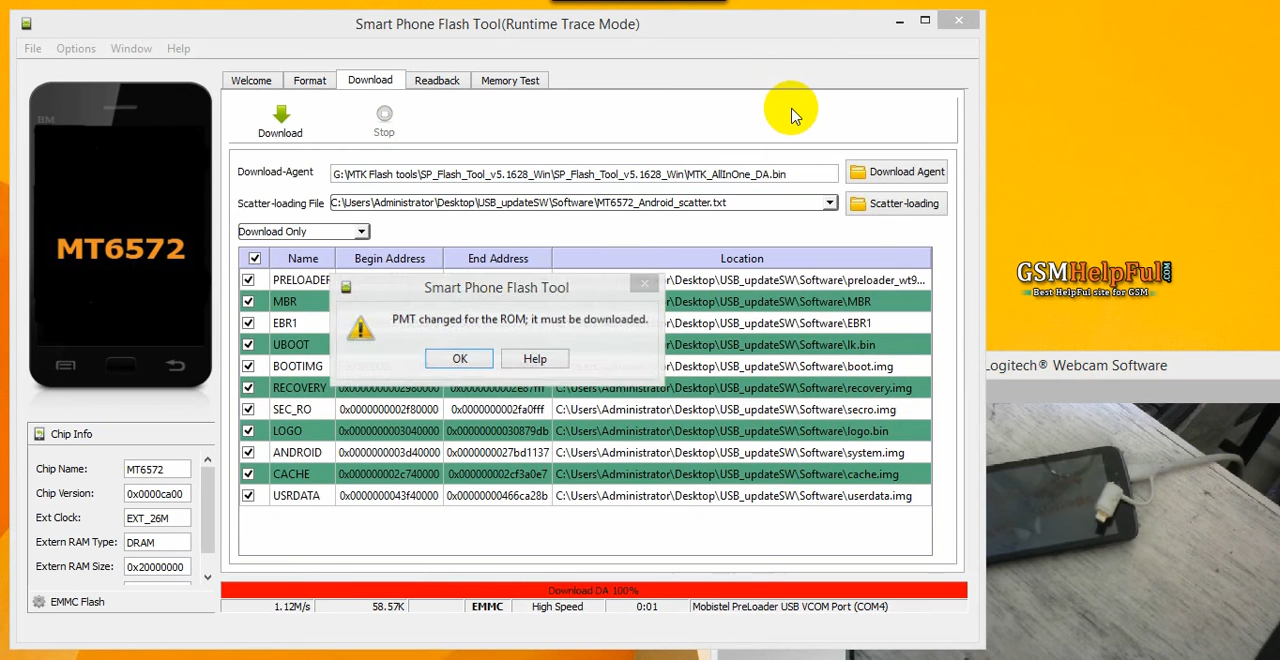 Smart Phone Flash Tool(Runtime Trace Mode)
File Options Window Help
Welcome Format Download Readback Memory Test
BM
MT6572
Download Stop
Download-Agent G:\MTK Flash tools\SP_Flash_Tool_v5.1628_Win\SP_Flash_Tool_v5.1628_Win\MTK_AllInOne_DA.bin Download Agent
Scatter-loading File C:\Users\Administrator\Desktop\USB_updateSW\Software\MT6572_Android_scatter.txt Scatter-loading
Download Only
Name Begin Address End Address Location
PRELOADER \Desktop\USB_updateSW\Software\preloader_wt9...
MBR \Desktop\USB_updateSW\Software\MBR
EBR1 \Desktop\USB_updateSW\Software\EBR1
UBOOT \Desktop\USB_updateSW\Software\lk.bin
BOOTIMG \Desktop\USB_updateSW\Software\boot.img
RECOVERY 0x0000000002980000 0x0000000002e87fff C:\Users\Administrator\Desktop\USB_updateSW\Software\recovery.img
SEC_RO 0x0000000002f80000 0x0000000002fa0fff C:\Users\Administrator\Desktop\USB_updateSW\Software\secro.img
LOGO 0x0000000003040000 0x00000000030879db C:\Users\Administrator\Desktop\USB_updateSW\Software\logo.bin
ANDROID 0x0000000003d40000 0x0000000027bd1137 C:\Users\Administrator\Desktop\USB_updateSW\Software\system.img
CACHE 0x000000002c740000 0x000000002cf3a0e7 C:\Users\Administrator\Desktop\USB_updateSW\Software\cache.img
USRDATA 0x0000000043f40000 0x00000000466ca28b C:\Users\Administrator\Desktop\USB_updateSW\Software\userdata.img
Smart Phone Flash Tool
PMT changed for the ROM; it must be downloaded.
OK Help
Chip Info
Chip Name: MT6572
Chip Version: 0x0000ca00
Ext Clock: EXT_26M
Extern RAM Type: DRAM
Extern RAM Size: 0x20000000
EMMC Flash
Download DA 100%
1.12M/s 58.57K EMMC High Speed 0:01 Mobistel PreLoader USB VCOM Port (COM4)
GSMHelpFul.COM
Best HelpFul site for GSM
Logitech® Webcam Software